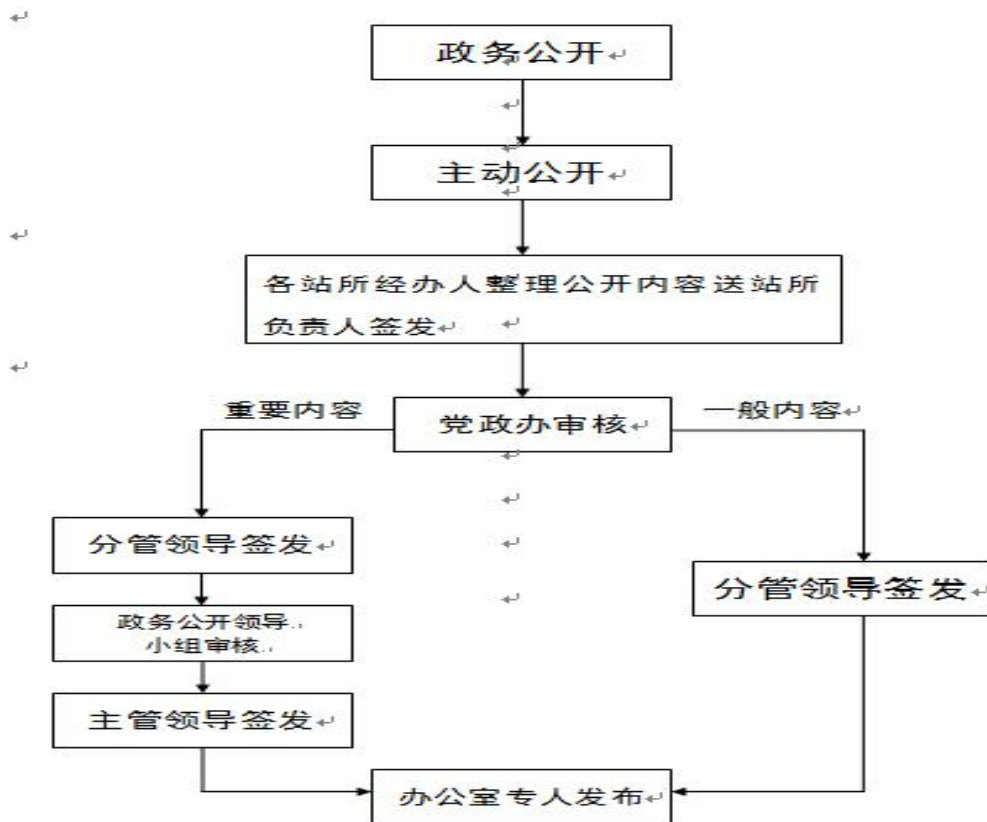 政务公开
主动公开
各站所经办人整理公开内容送站所
负责人签发
重要内容
党政办审核
一般内容
分管领导签发
政务公开领导
小组审核
主管领导签发
分管领导签发
办公室专人发布